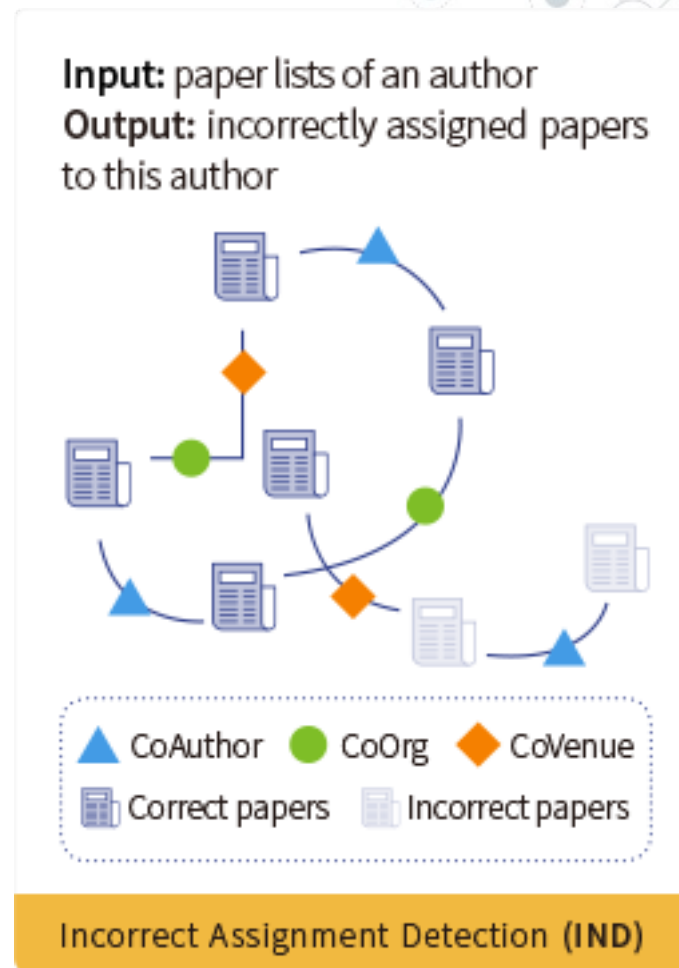 Input: paper lists of an author
Output: incorrectly assigned papers
to this author
CoAuthor CoOrg CoVenue
Correct papers Incorrect papers
Incorrect Assignment Detection (IND)